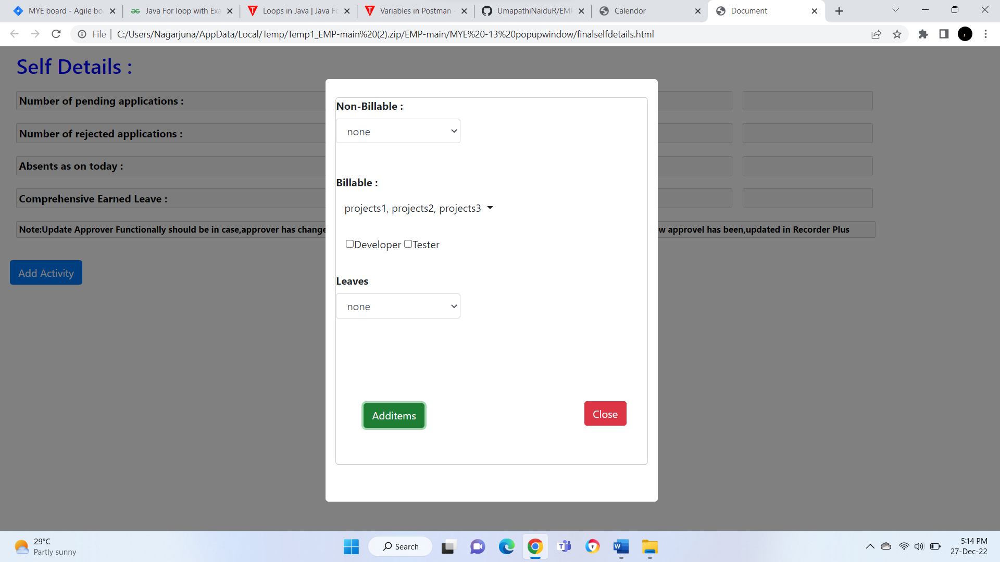 MYE board - Agile bo
Java For loop with Exa
Loops in Java | Java Fo
Variables in Postman -
UmapathiNaiduR/EMP
Calendor
Document
File | C:/Users/Nagarjuna/AppData/Local/Temp/Temp1_EMP-main%20(2).zip/EMP-main/MYE%20-13%20popupwindow/finalselfdetails.html
Self Details :
Number of pending applications :
Number of rejected applications :
Absents as on today :
Comprehensive Earned Leave :
Note:Update Approver Functionally should be in case,approver has change
w approvel has been,updated in Recorder Plus
Add Activity
Non-Billable :
none
Billable :
projects1, projects2, projects3
Developer Tester
Leaves
none
Additems
Close
29°C
Partly sunny
Search
5:14 PM
27-Dec-22